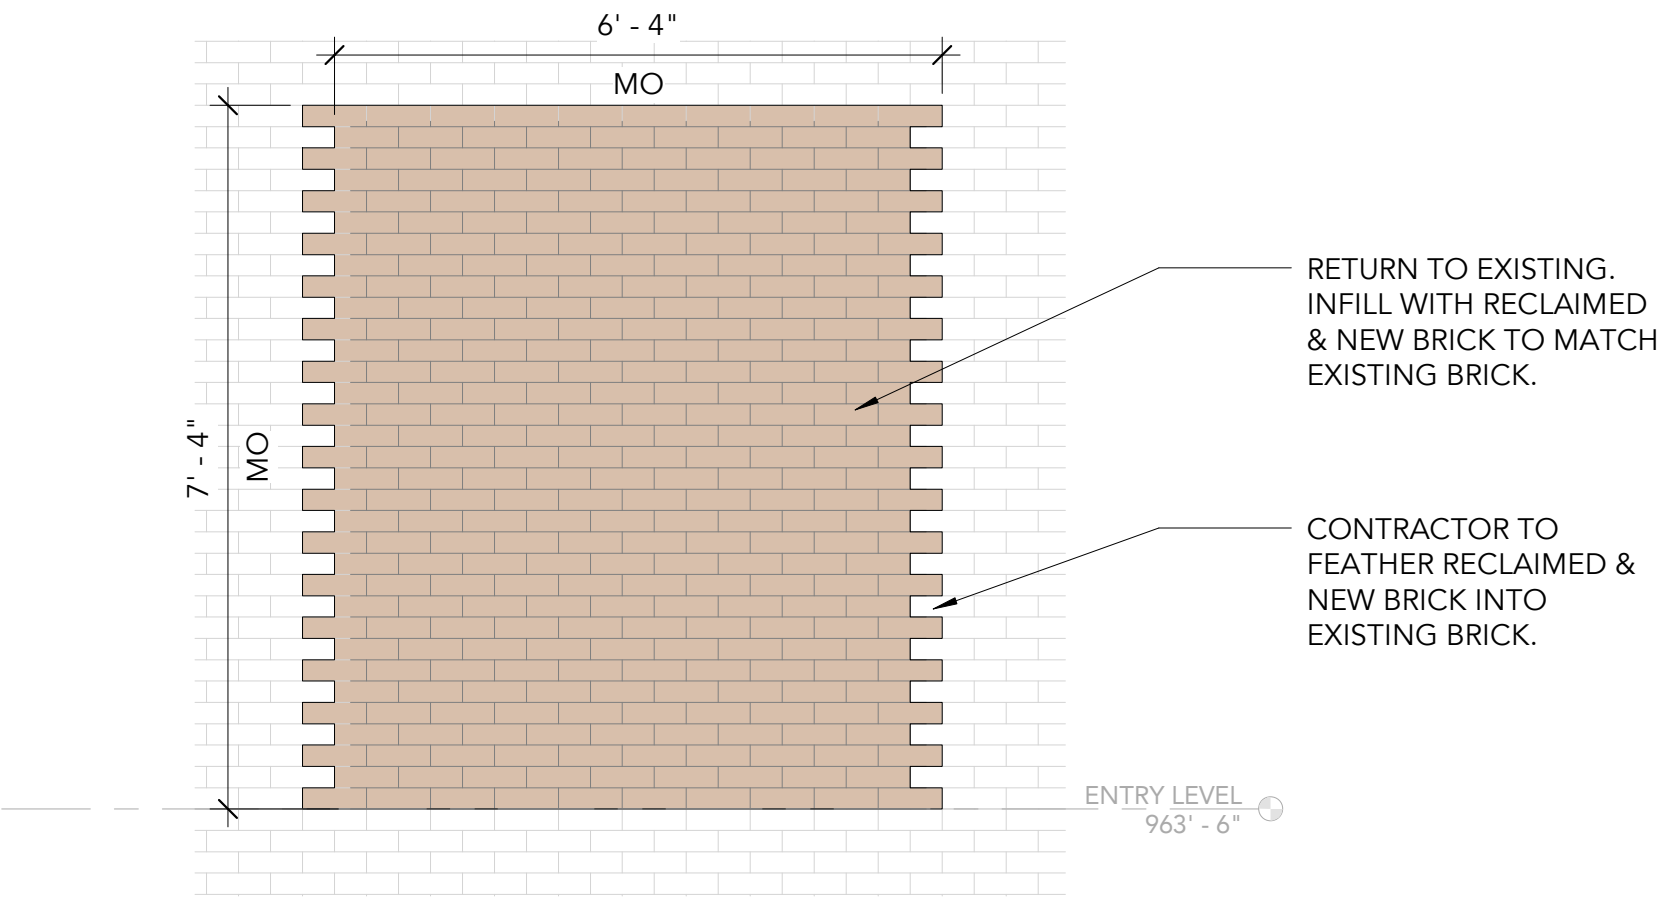 6' - 4"
MO
7' - 4"
MO
RETURN TO EXISTING.
INFILL WITH RECLAIMED
& NEW BRICK TO MATCH
EXISTING BRICK.
CONTRACTOR TO
FEATHER RECLAIMED &
NEW BRICK INTO
EXISTING BRICK.
ENTRY LEVEL
963' - 6"